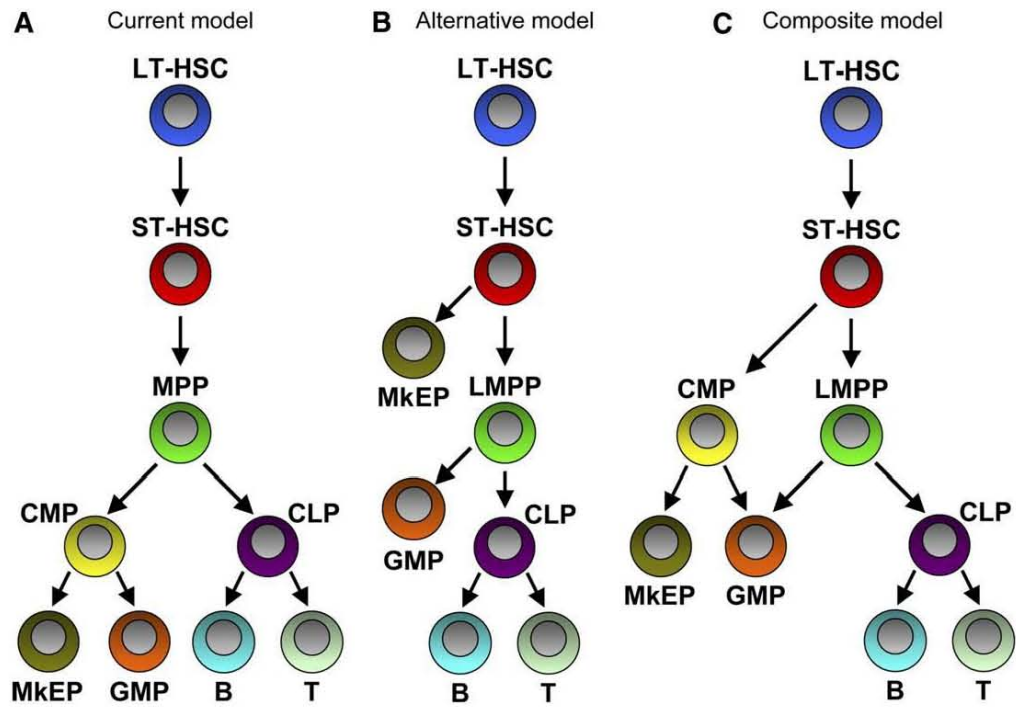 A Current model
LT-HSC
ST-HSC
MPP
CMP
CLP
MkEP GMP B T
B Alternative model
LT-HSC
ST-HSC
MkEP
LMPP
GMP
CLP
B T
C Composite model
LT-HSC
ST-HSC
CMP LMPP
MkEP GMP
CLP
B T